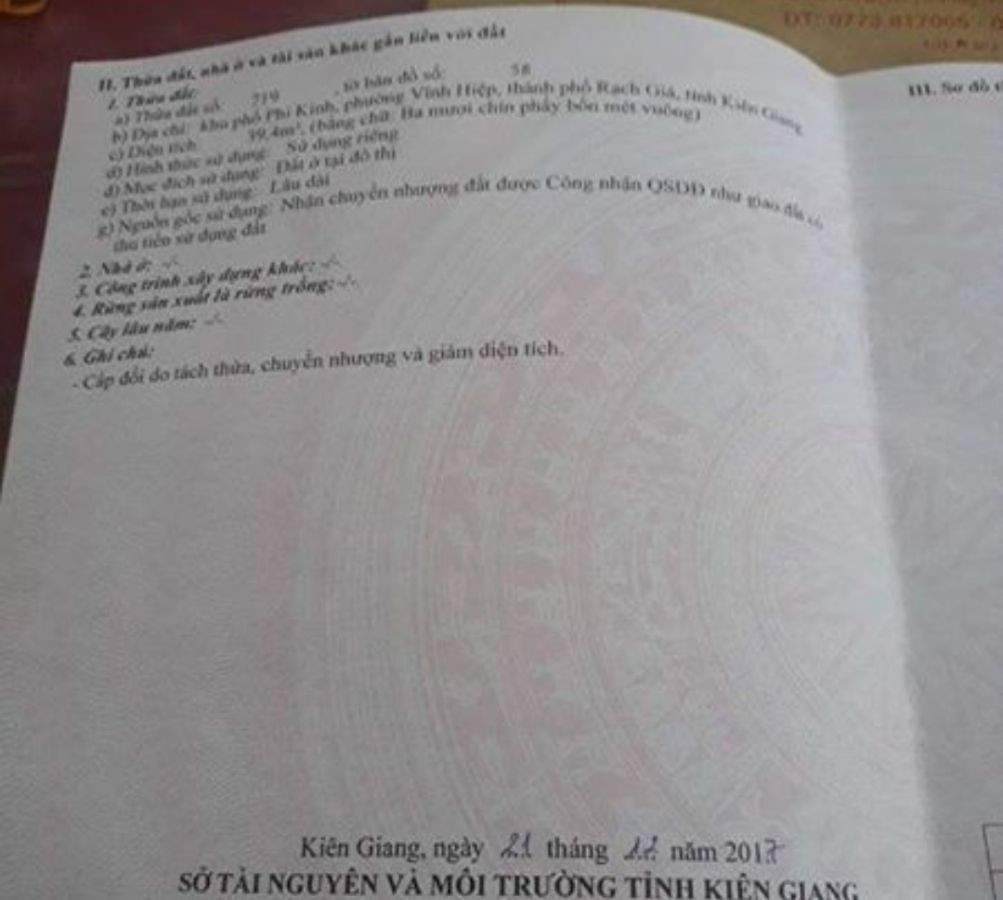 ĐT: 0773 817006
II. Thửa đất, nhà ở và tài sản khác gắn liền với đất
1. Thửa đất:
a) Thửa đất số: 719 , tờ bản đồ số: 58
b) Địa chỉ: khu phố Phi Kinh, phường Vĩnh Hiệp, thành phố Rạch Giá, tỉnh Kiên Giang
c) Diện tích: 39,4m², (bằng chữ: Ba mươi chín phẩy bốn mét vuông)
d) Hình thức sử dụng: Sử dụng riêng
đ) Mục đích sử dụng: Đất ở tại đô thị
e) Thời hạn sử dụng: Lâu dài
g) Nguồn gốc sử dụng: Nhận chuyển nhượng đất được Công nhận QSDĐ như giao đất có
thu tiền sử dụng đất
2. Nhà ở: -/-
3. Công trình xây dựng khác: -/-
4. Rừng sản xuất là rừng trồng: -/-
5. Cây lâu năm: -/-
6. Ghi chú:
- Cấp đổi do tách thửa, chuyển nhượng và giảm diện tích.
III. Sơ đồ
Kiên Giang, ngày 21 tháng 12 năm 2017
SỞ TÀI NGUYÊN VÀ MÔI TRƯỜNG TỈNH KIÊN GIANG